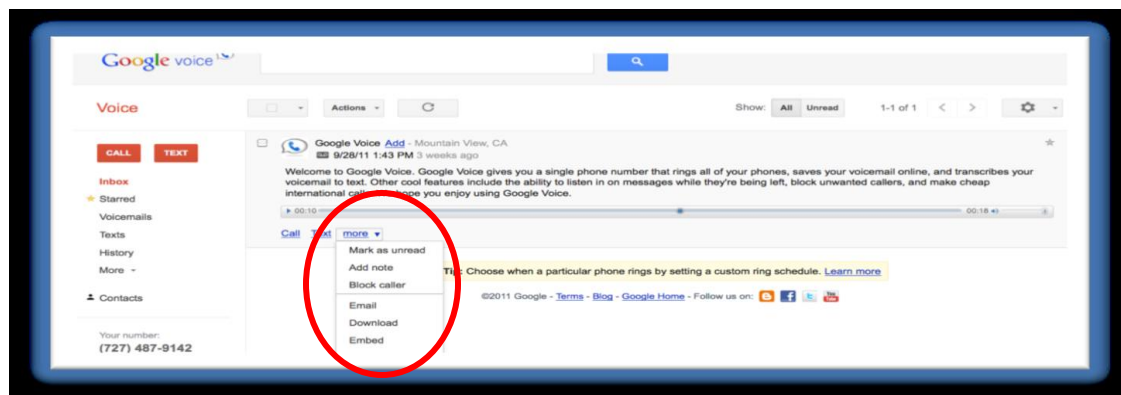 Google voice
Voice
Actions
Show: All Unread 1-1 of 1
CALL TEXT
Inbox
Starred
Voicemails
Texts
History
More
Contacts
Your number:
(727) 487-9142
Google Voice Add - Mountain View, CA
9/28/11 1:43 PM 3 weeks ago
Welcome to Google Voice. Google Voice gives you a single phone number that rings all of your phones, saves your voicemail online, and transcribes your
voicemail to text. Other cool features include the ability to listen in on messages while they're being left, block unwanted callers, and make cheap
international hope you enjoy using Google Voice.
00:10 00:18
Call Text more
Mark as unread
Add note
Block caller
Email
Download
Embed
Tip: Choose when a particular phone rings by setting a custom ring schedule. Learn more
©2011 Google - Terms - Blog - Google Home - Follow us on:
You Tube